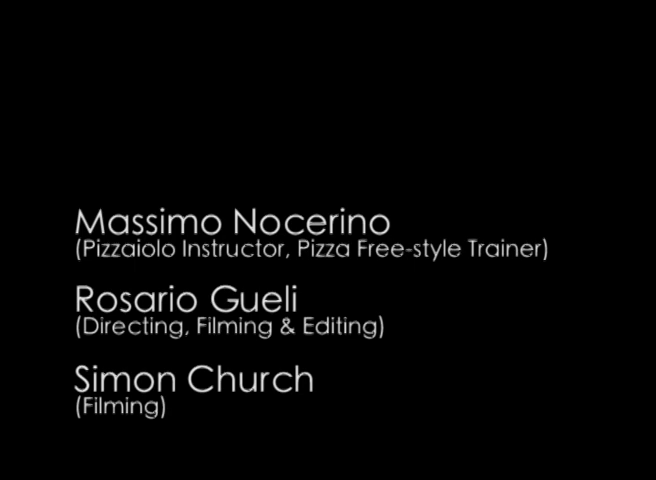 Massimo Nocerino
(Pizzaiolo Instructor, Pizza Free-style Trainer)
Rosario Gueli
(Directing, Filming & Editing)
Simon Church
(Filming)